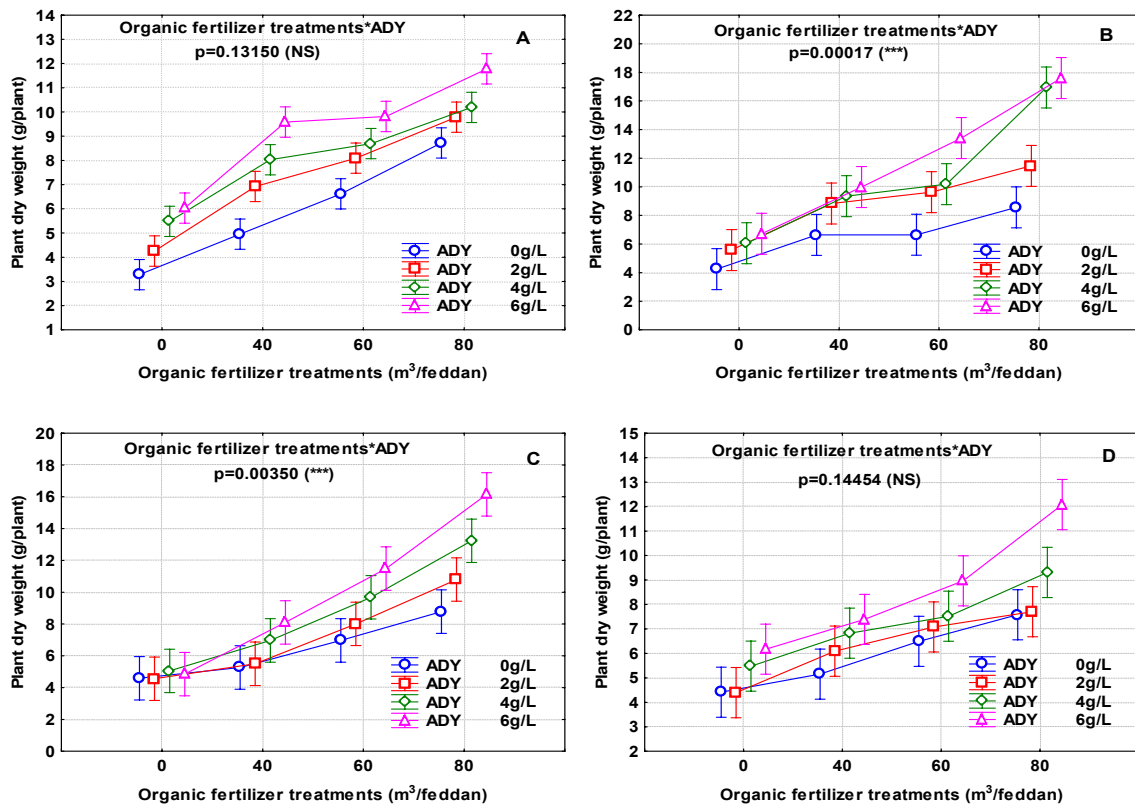 Organic fertilizer treatments*ADY
p=0.13150 (NS)
A
Plant dry weight (g/plant)
14
13
12
11
10
9
8
7
6
5
4
3
2
1
ADY 0g/L
ADY 2g/L
ADY 4g/L
ADY 6g/L
0 40 60 80
Organic fertilizer treatments (m³/feddan)
Organic fertilizer treatments*ADY
p=0.00017 (***)
B
Plant dry weight (g/plant)
22
20
18
16
14
12
10
8
6
4
2
0
ADY 0g/L
ADY 2g/L
ADY 4g/L
ADY 6g/L
0 40 60 80
Organic fertilizer treatments (m³/feddan)
Organic fertilizer treatments*ADY
p=0.00350 (***)
C
Plant dry weight (g/plant)
20
18
16
14
12
10
8
6
4
2
0
ADY 0g/L
ADY 2g/L
ADY 4g/L
ADY 6g/L
0 40 60 80
Organic fertilizer treatments (m³/feddan)
Organic fertilizer treatments*ADY
p=0.14454 (NS)
D
Plant dry weight (g/plant)
15
14
13
12
11
10
9
8
7
6
5
4
3
2
ADY 0g/L
ADY 2g/L
ADY 4g/L
ADY 6g/L
0 40 60 80
Organic fertilizer treatments (m³/feddan)